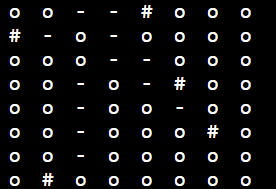 o o - - # o o o
# - o - o o o o
o o o - - o o o
o o - o - # o o
o o - o o - o o
o o - o o o # o
o o - o o o o o
o # o o o o o o